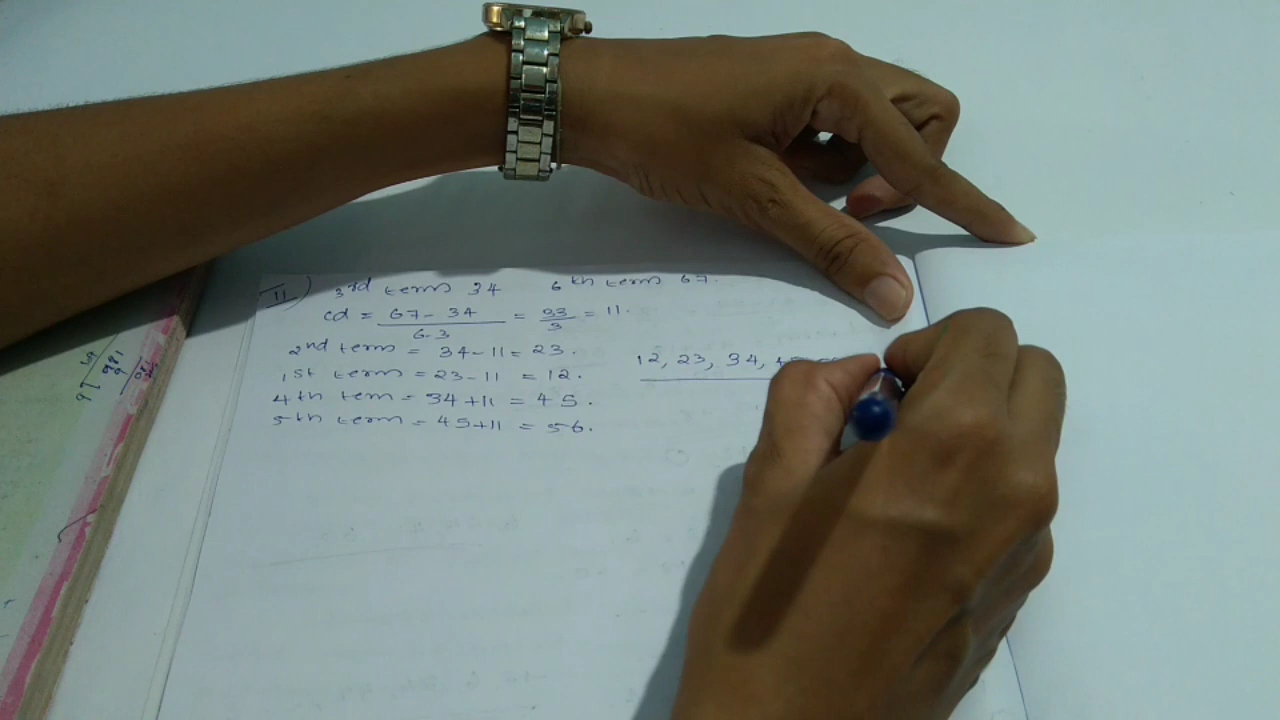 11) 3rd term 34 6th term 67.
cd = 67-34 / 6-3 = 33/3 = 11.
2nd term = 34-11 = 23.
1st term = 23-11 = 12.
4th tem = 34+11 = 45.
5th term = 45+11 = 56.
12, 23, 34,